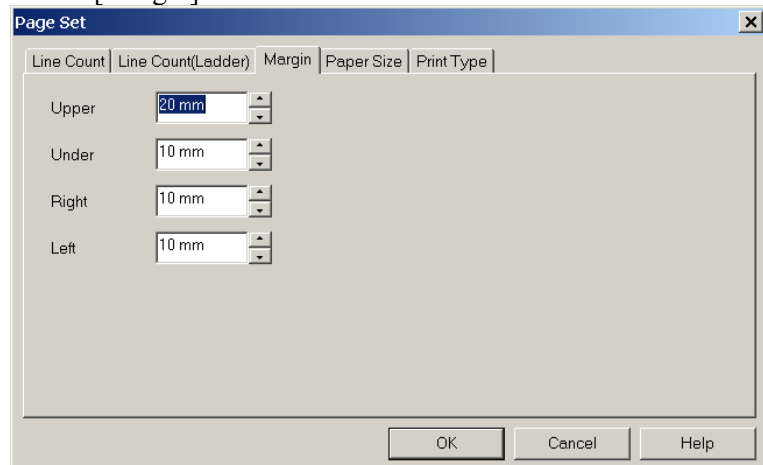 Page Set
Line Count Line Count(Ladder) Margin Paper Size Print Type
Upper 20 mm
Under 10 mm
Right 10 mm
Left 10 mm
OK Cancel Help